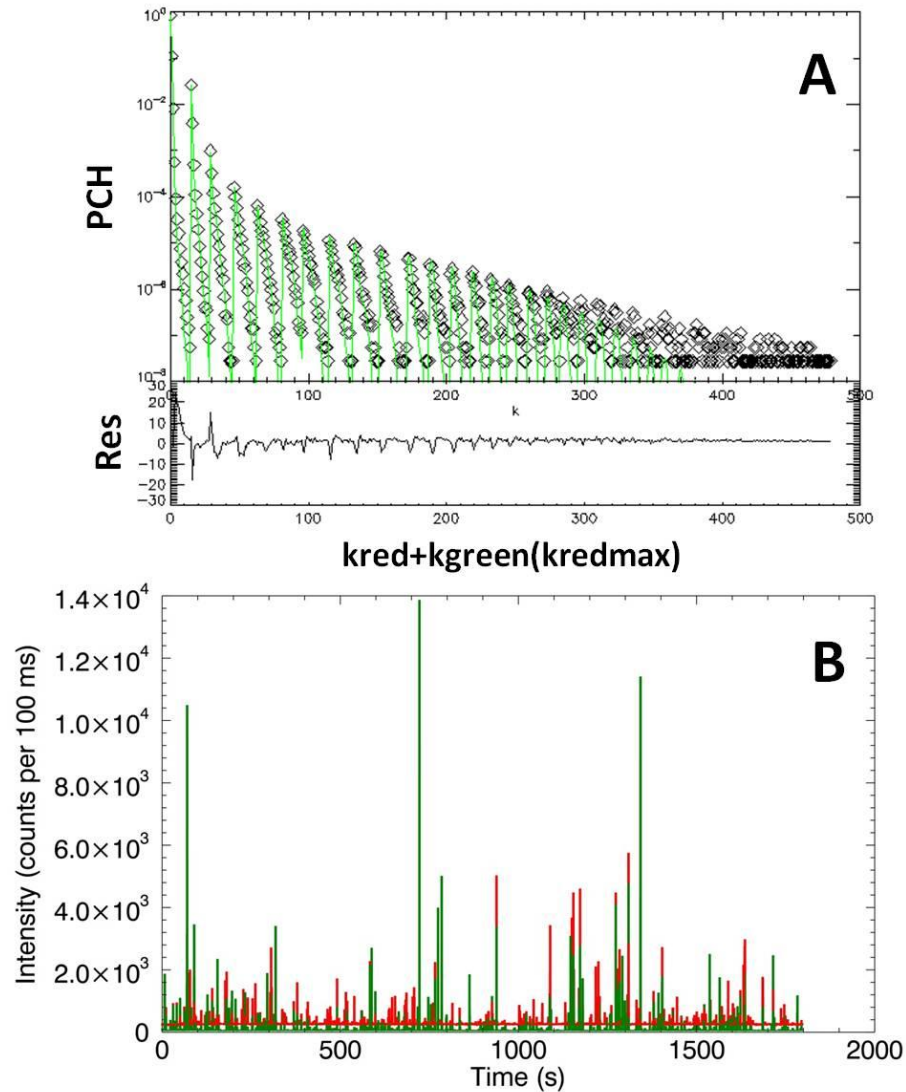 A
PCH
10⁰
10⁻²
10⁻⁴
10⁻⁶
10⁻⁸
0 100 200 300 400 500
k
Res
30
20
10
0
−10
−20
−30
0 100 200 300 400 500
kred+kgreen(kredmax)
B
Intensity (counts per 100 ms)
1.4×10⁴
1.2×10⁴
1.0×10⁴
8.0×10³
6.0×10³
4.0×10³
2.0×10³
0
0 500 1000 1500 2000
Time (s)